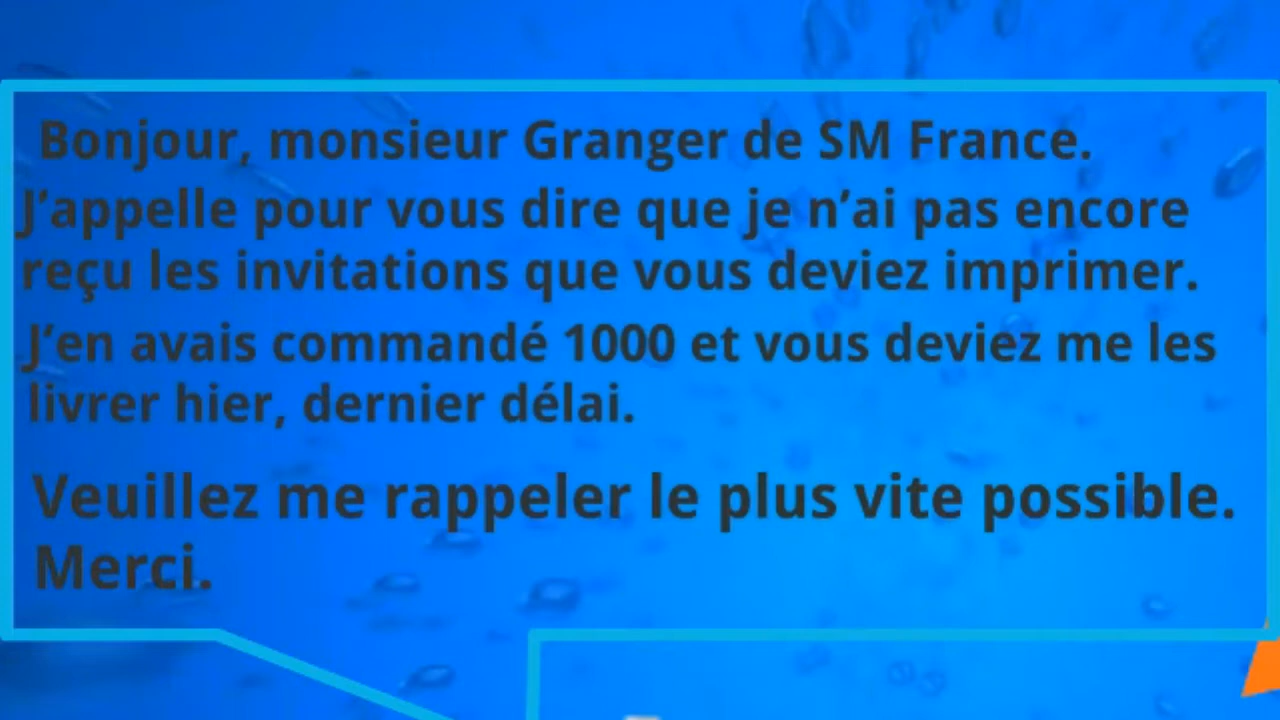 Bonjour, monsieur Granger de SM France.
J’appelle pour vous dire que je n’ai pas encore
reçu les invitations que vous deviez imprimer.
J’en avais commandé 1000 et vous deviez me les
livrer hier, dernier délai.
Veuillez me rappeler le plus vite possible.
Merci.